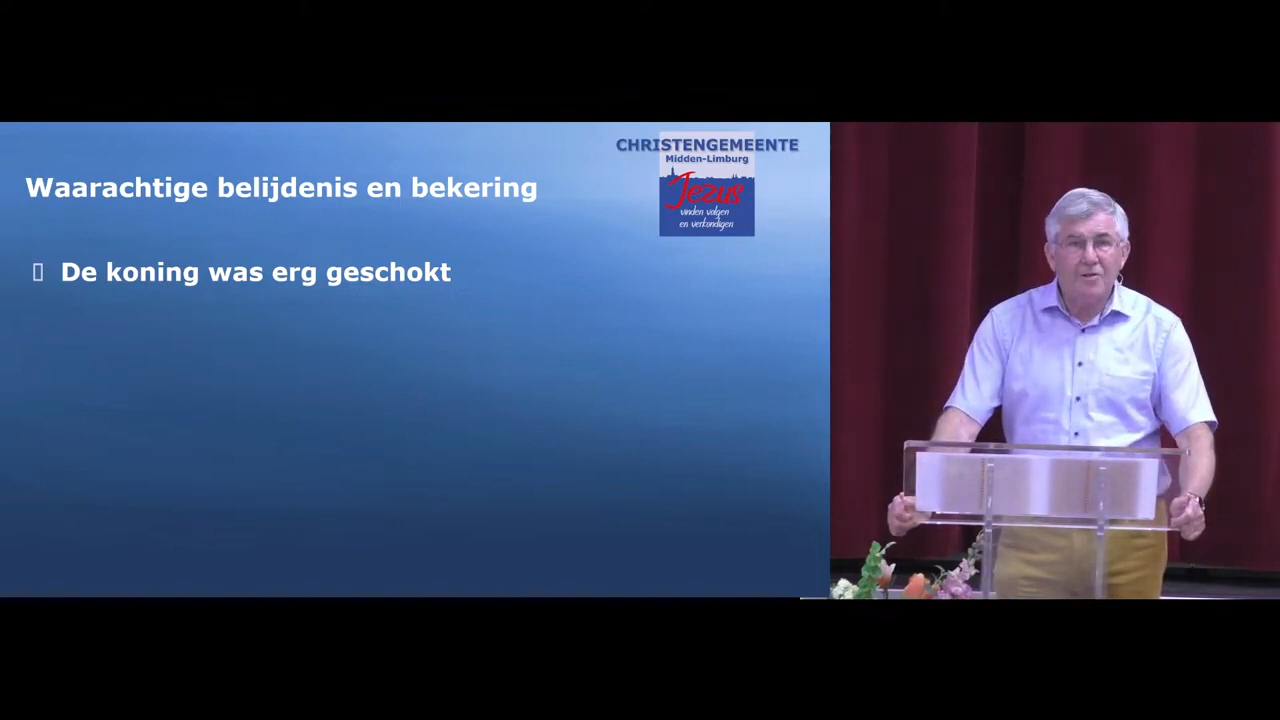 CHRISTENGEMEENTE
Midden-Limburg
Jezus
vinden volgen
en verkondigen
Waarachtige belijdenis en bekering
De koning was erg geschokt